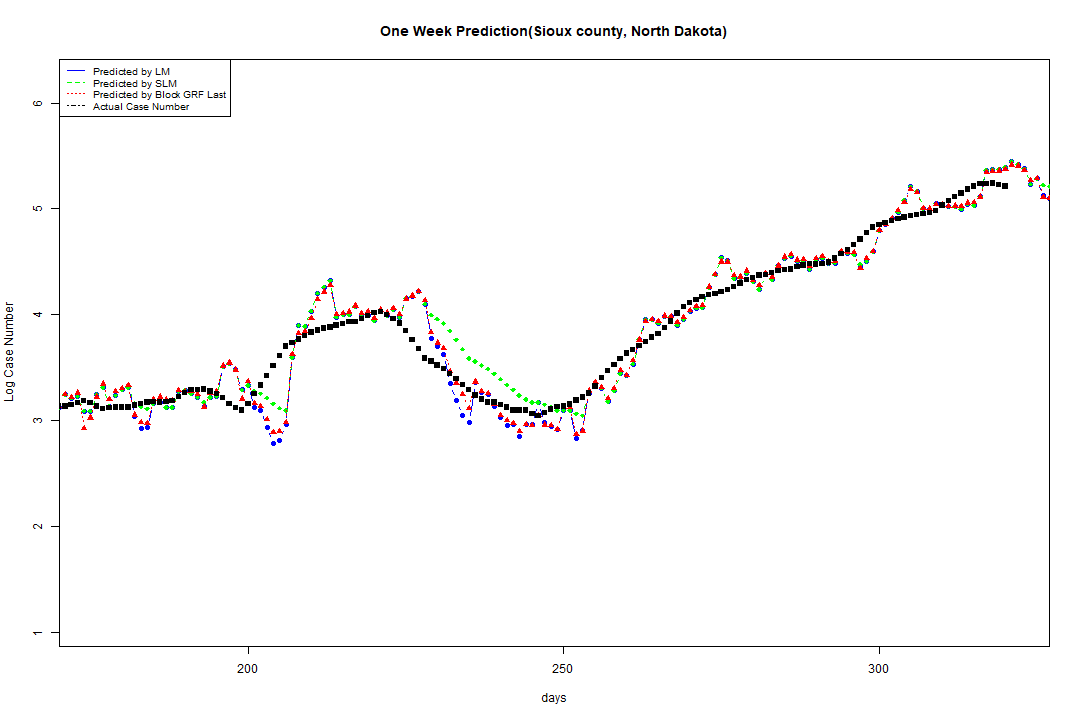 One Week Prediction(Sioux county, North Dakota)
Predicted by LM
Predicted by SLM
Predicted by Block GRF Last
Actual Case Number
6
5
4
3
2
1
Log Case Number
200
250
300
days